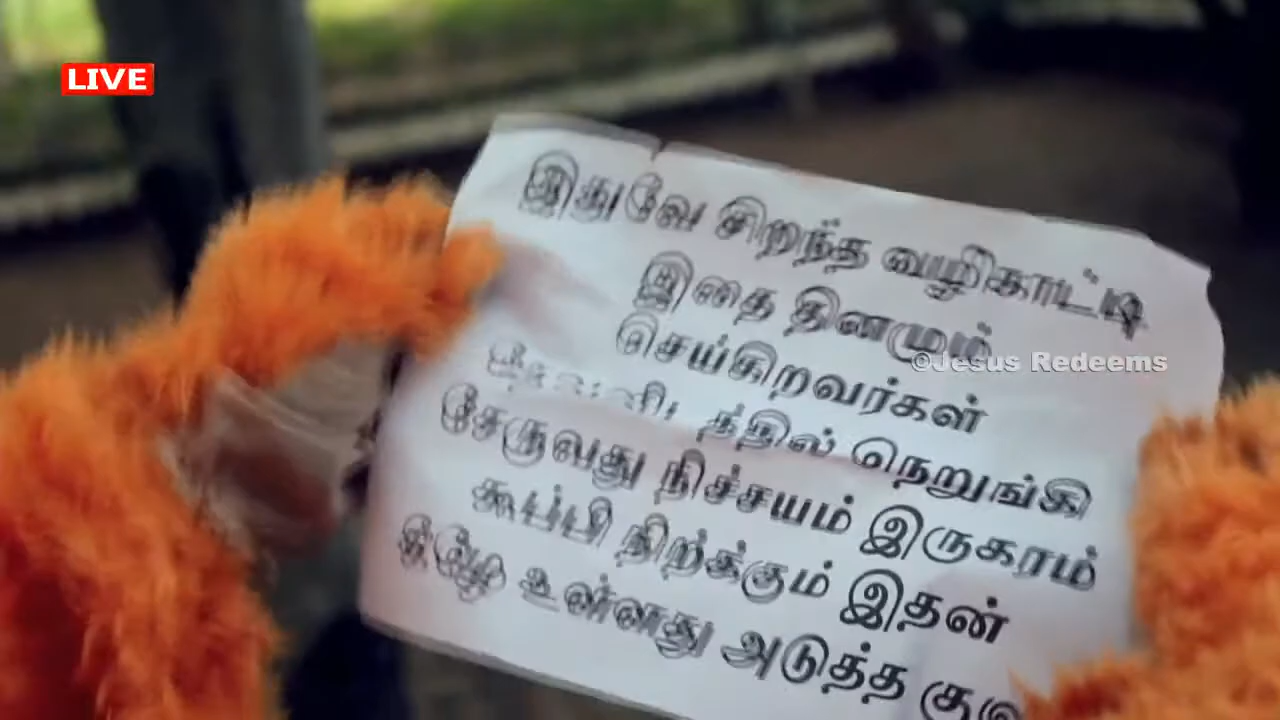 LIVE
இதுவே சிறந்த வழிகாட்டி
இதை தினமும்
©Jesus Redeems
செய்கிறவர்கள்
நெறுங்கி
சேருவது நிச்சயம் இருகரம்
கூப்பி நிற்க்கும் இதன்
உள்ளது அடுத்த